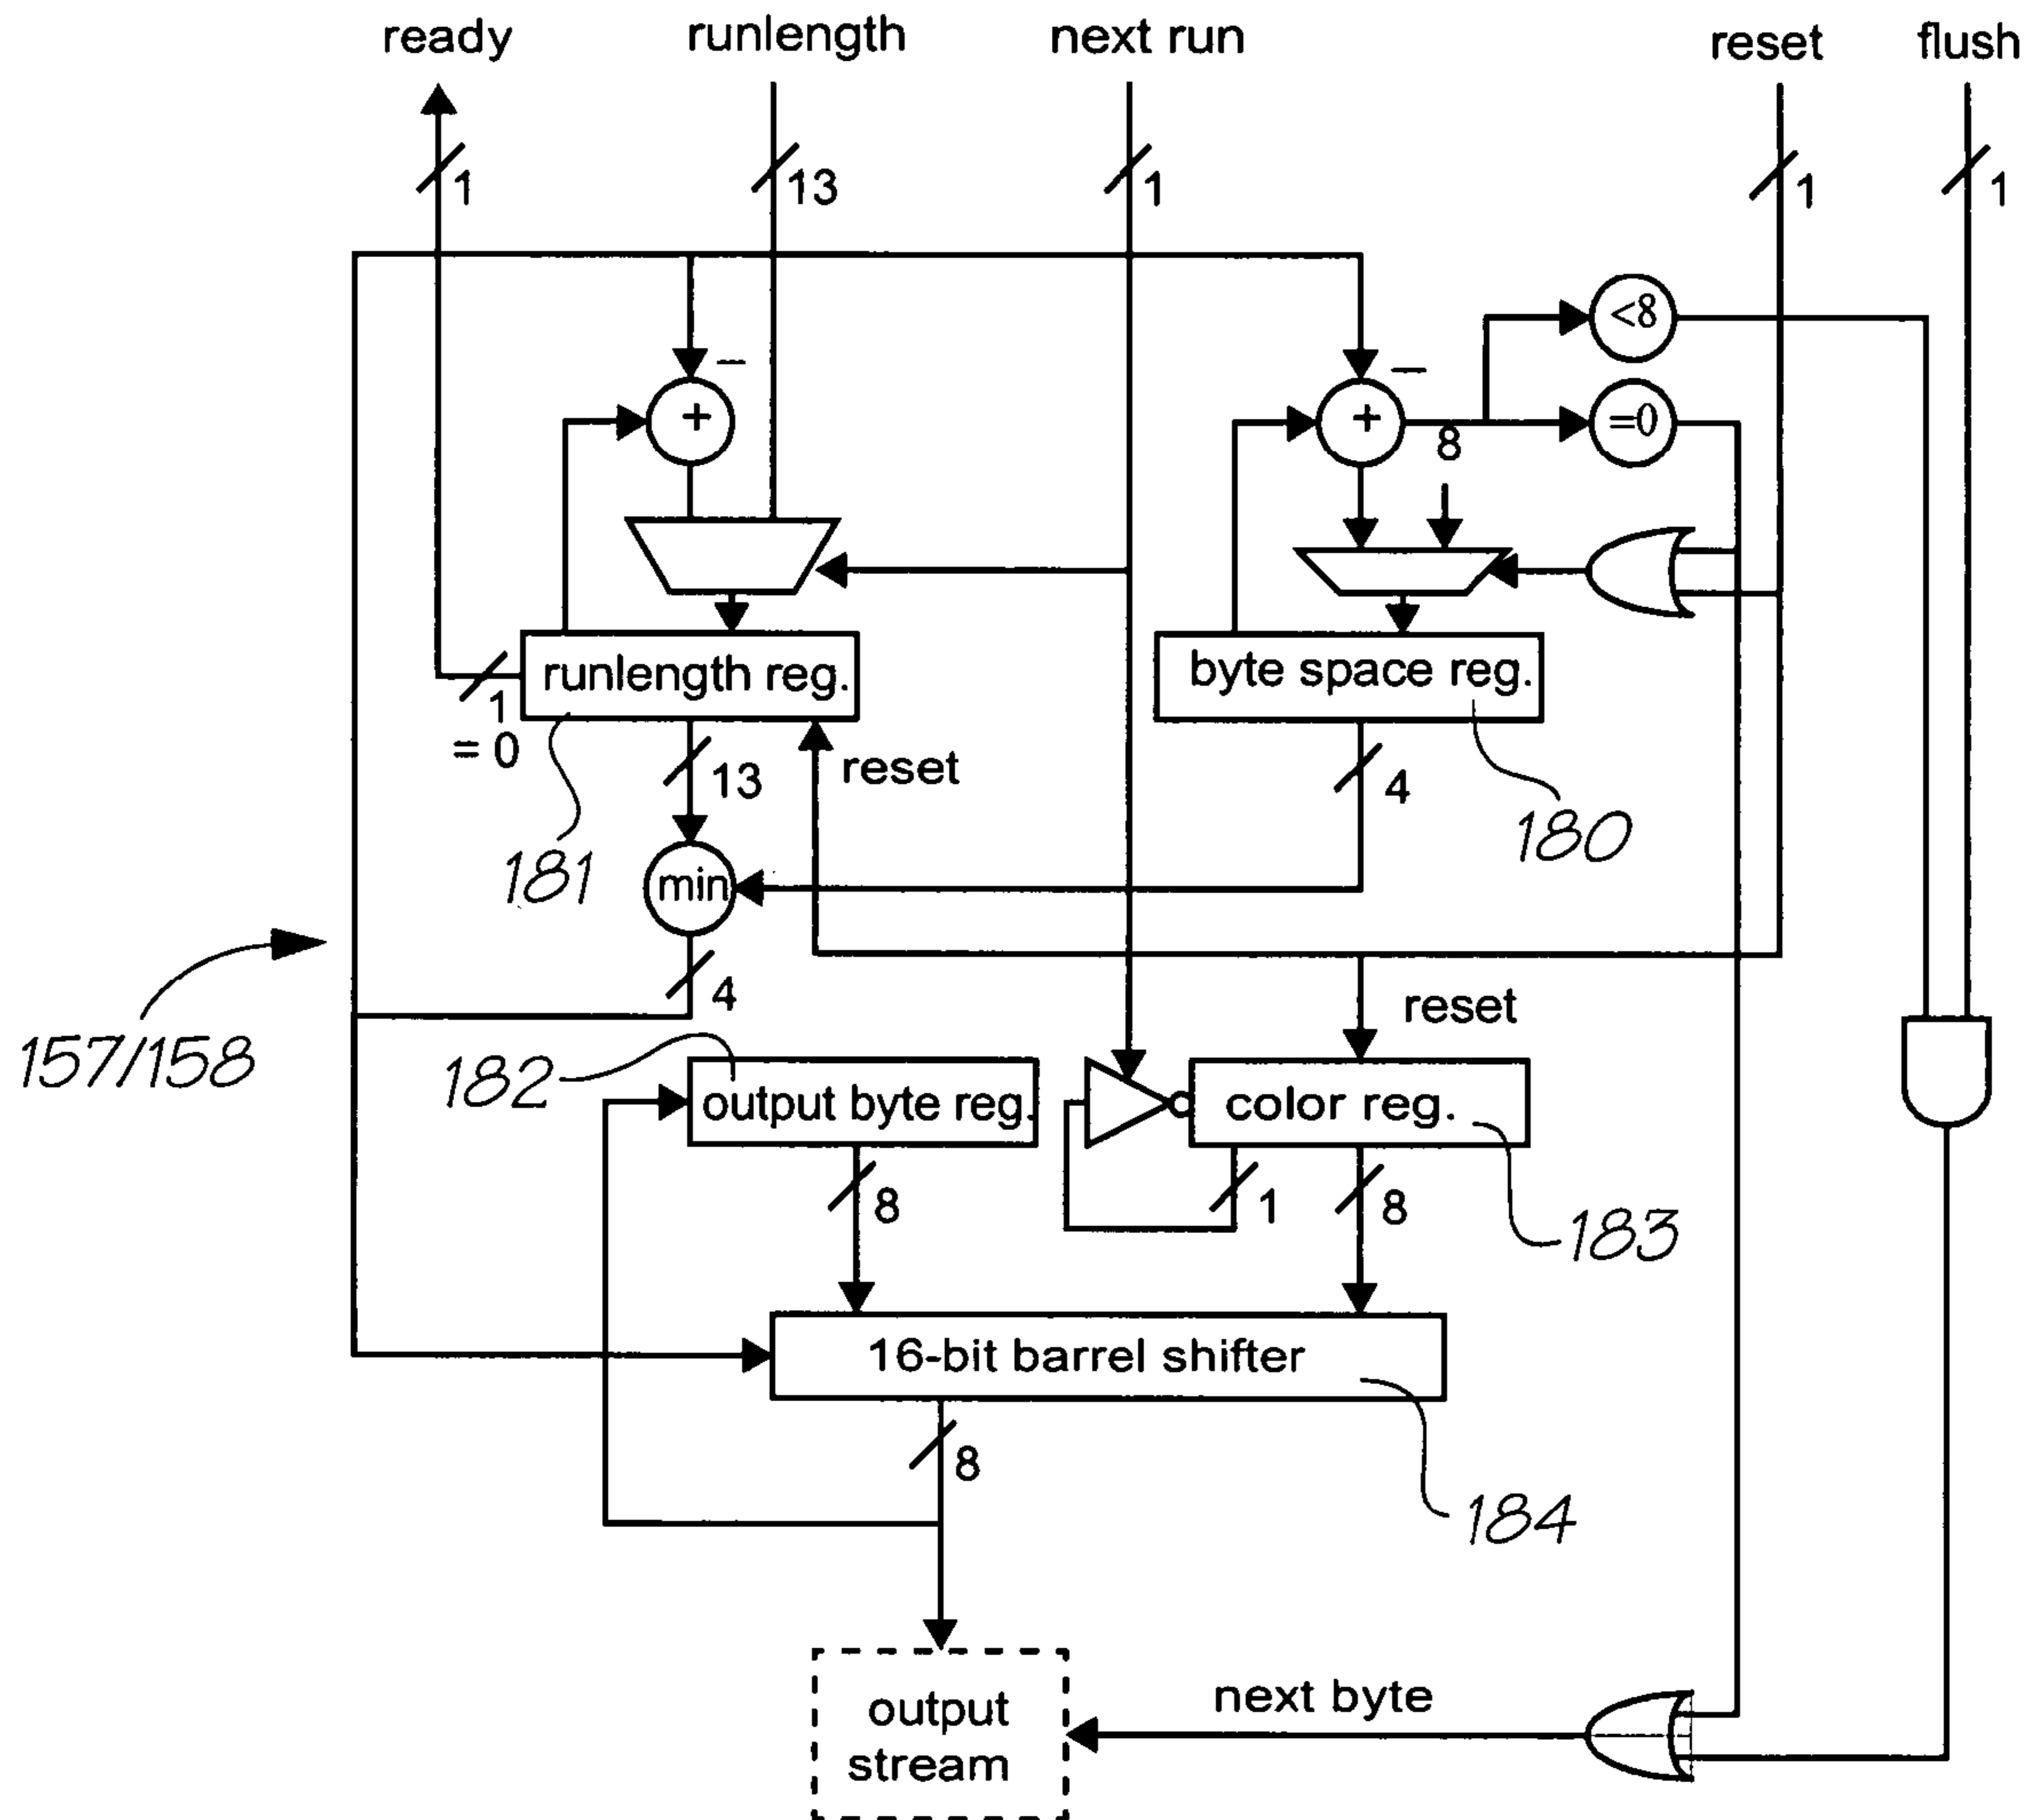 ready
runlength
next run
reset
flush
1
13
1
1
1
<8
–
–
+
+
=0
8
runlength reg.
byte space reg.
1
= 0
13
reset
4
180
181
min
4
157/158
reset
182
output byte reg.
color reg.
8
1
8
183
16-bit barrel shifter
8
184
next byte
output
stream